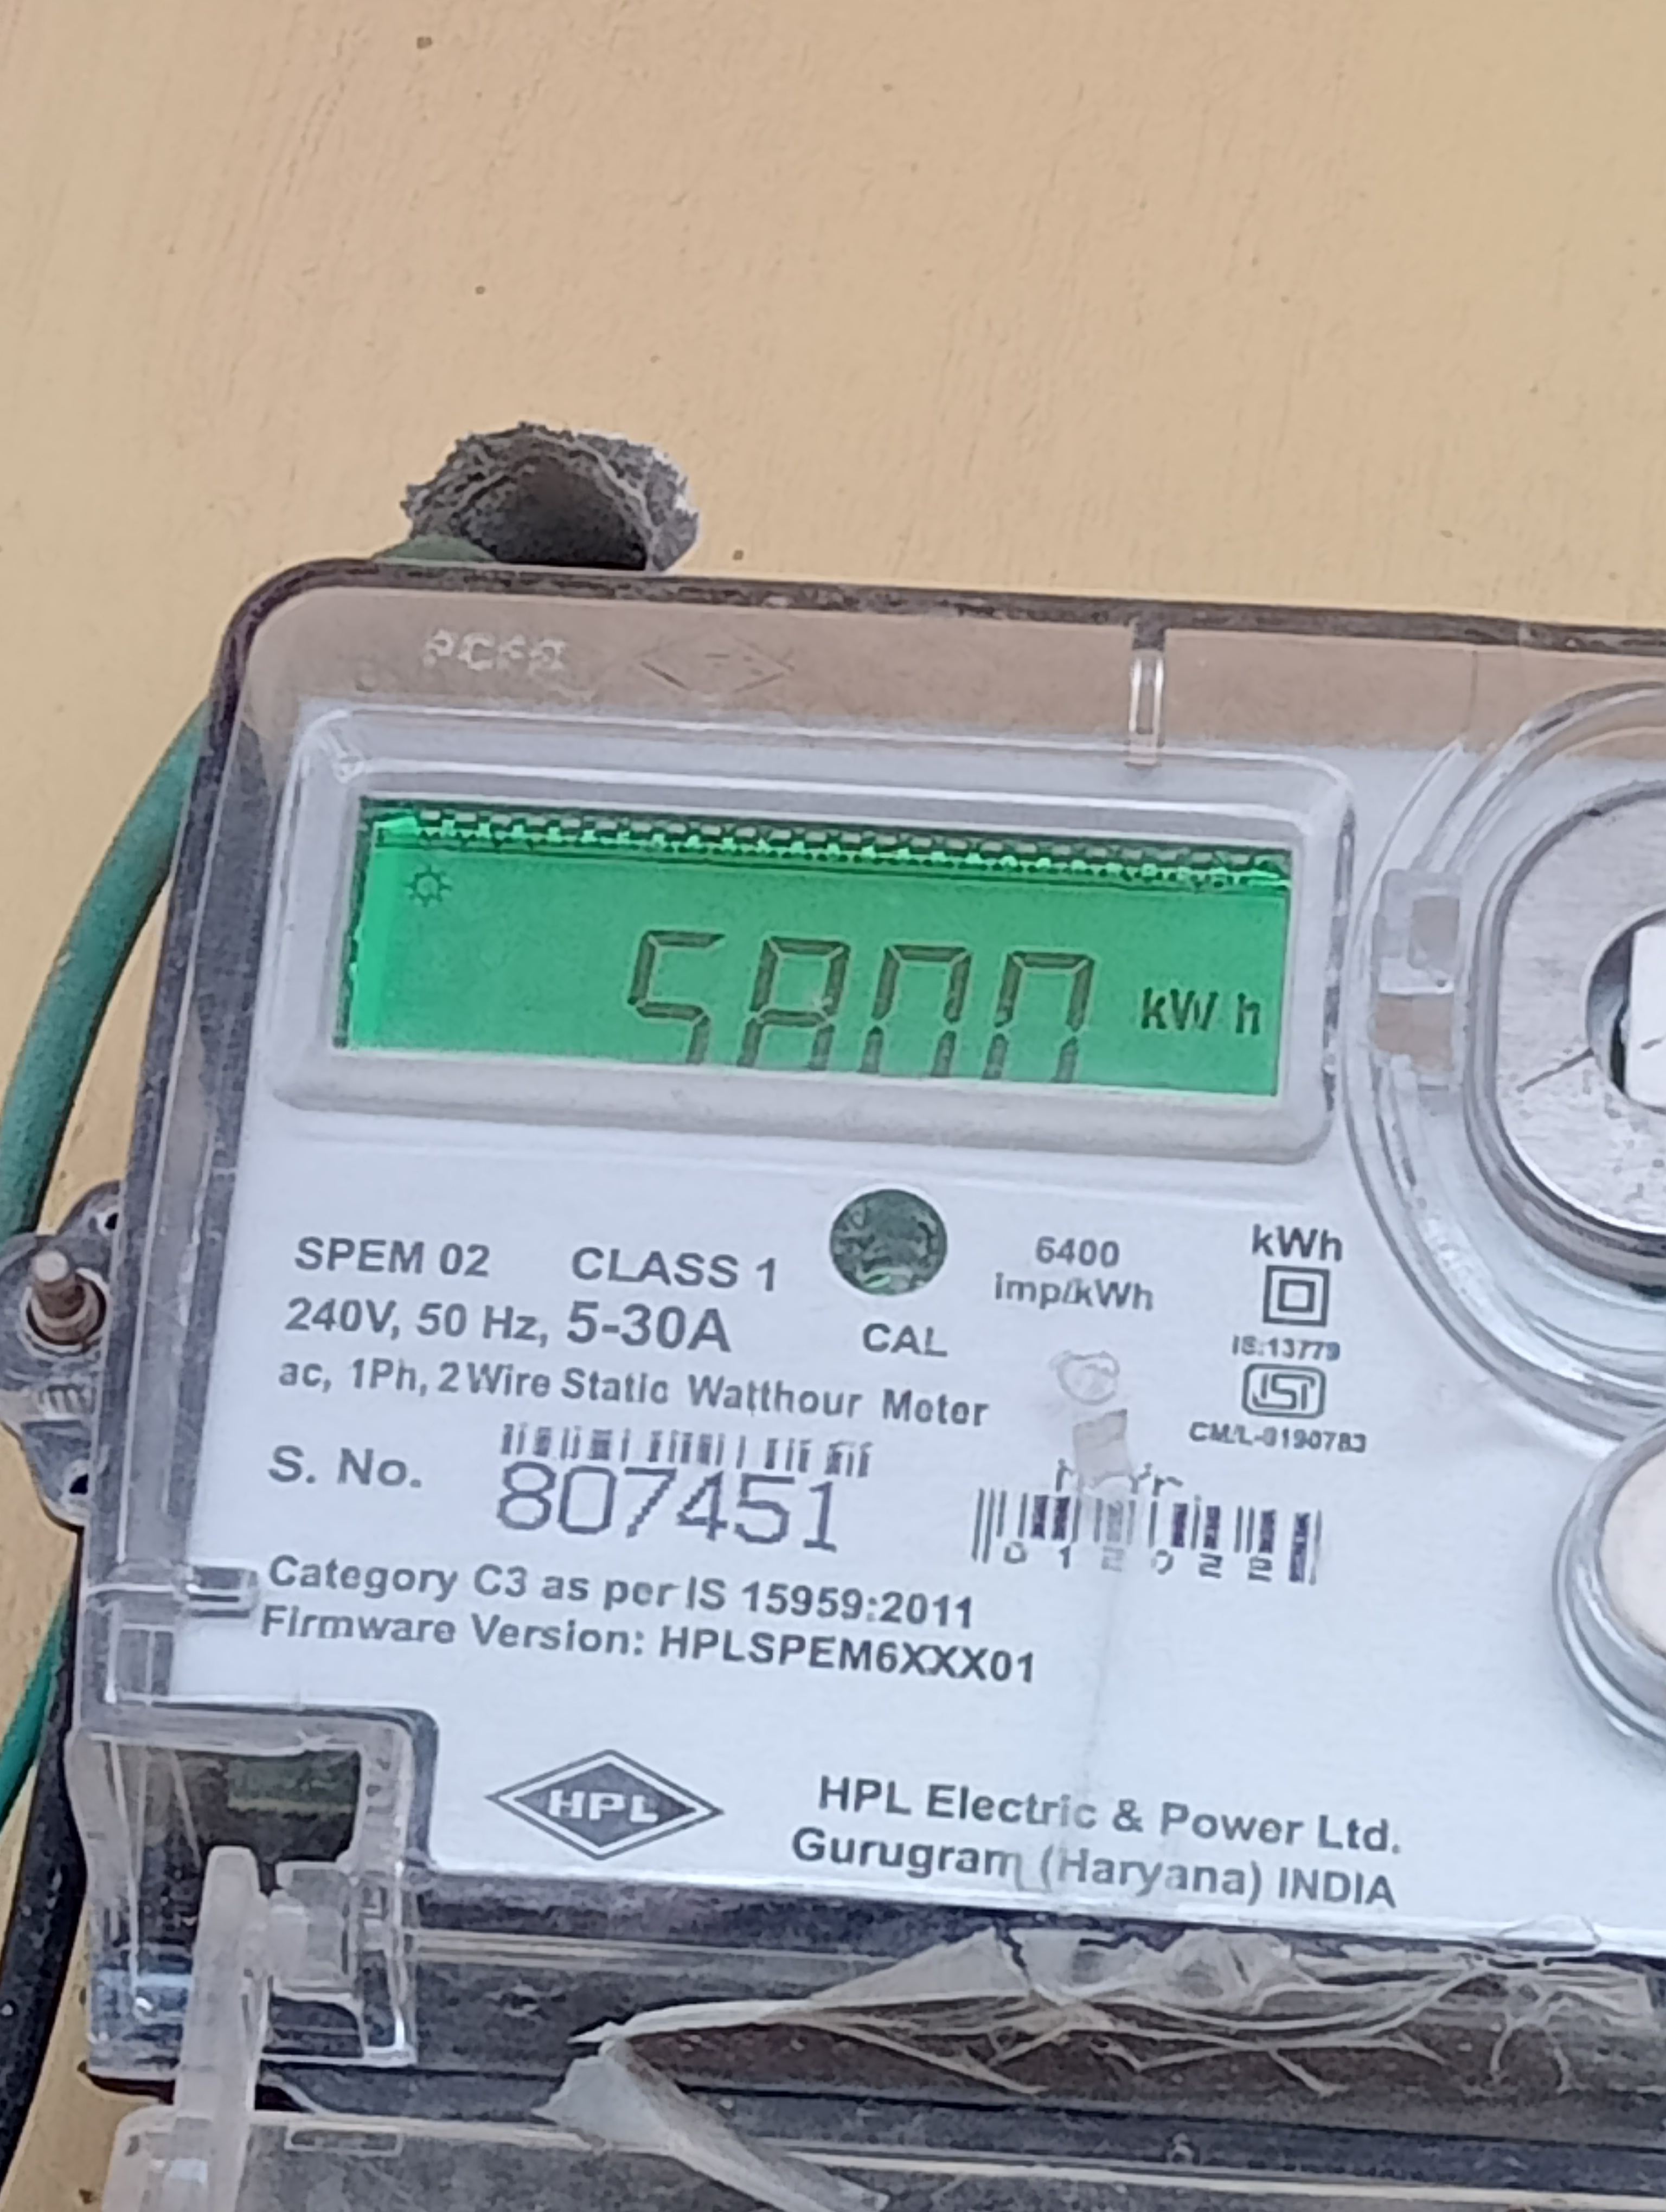 5800 kWh
SPEM 02 CLASS 1
240V, 50 Hz, 5-30A
ac, 1Ph, 2 Wire Static Watthour Meter
CAL
6400
imp/kWh
kWh
IS:13779
ISI
CM/L-0190783
S. No. 807451
012022
Category C3 as per IS 15959:2011
Firmware Version: HPLSPEM6XXX01
HPL
HPL Electric & Power Ltd.
Gurugram (Haryana) INDIA